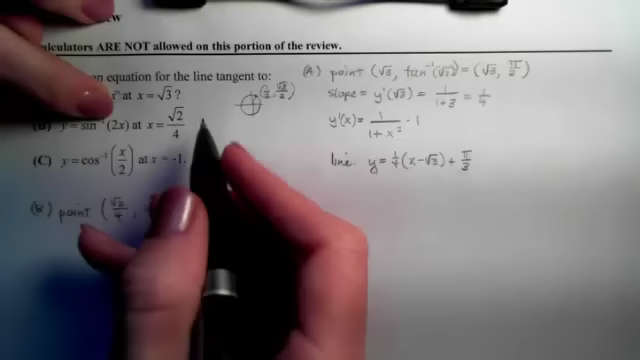 alculators ARE NOT allowed on this portion of the review.
an equation for the line tangent to:
at x = √3 ?
y = sin⁻¹(2x) at x = √2/4
(C) y = cos⁻¹(x/2) at x = -1.
(½, √3/2)
(A) point (√3, tan⁻¹(√3)) = (√3, π/3)
slope = y'(√3) = 1/(1+3) = 1/4
y'(x) = 1/(1+x²) · 1
line: y = ¼(x-√3) + π/3
(B) point (√2/4,